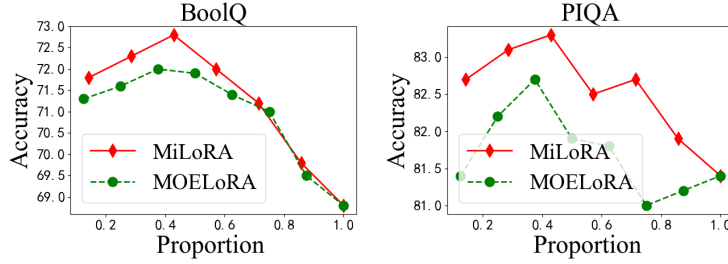 BoolQ
73.0
72.5
72.0
71.5
71.0
70.5
70.0
69.5
69.0
Accuracy
MiLoRA
MOELoRA
0.2
0.4
0.6
0.8
1.0
Proportion
PIQA
83.0
82.5
82.0
81.5
81.0
Accuracy
MiLoRA
MOELoRA
0.2
0.4
0.6
0.8
1.0
Proportion